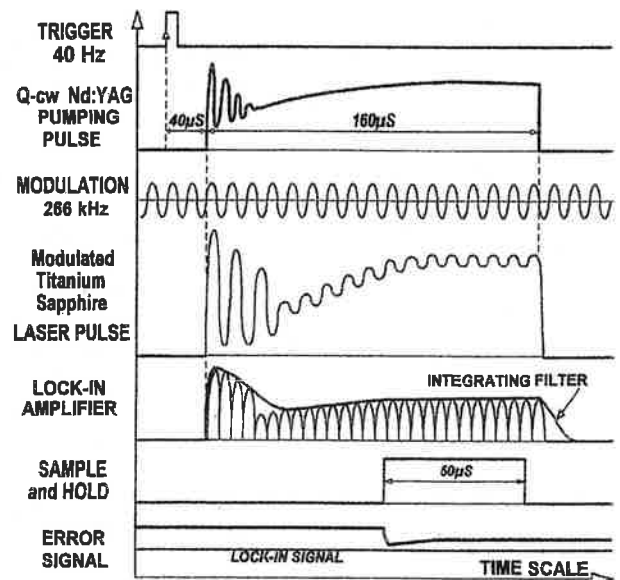 TRIGGER
40 Hz
Q-cw Nd:YAG
PUMPING
PULSE
40µS
160µS
MODULATION
266 kHz
Modulated
Titanium
Sapphire
LASER PULSE
LOCK-IN
AMPLIFIER
INTEGRATING FILTER
SAMPLE
and HOLD
50µS
ERROR
SIGNAL
LOCK-IN SIGNAL
TIME SCALE